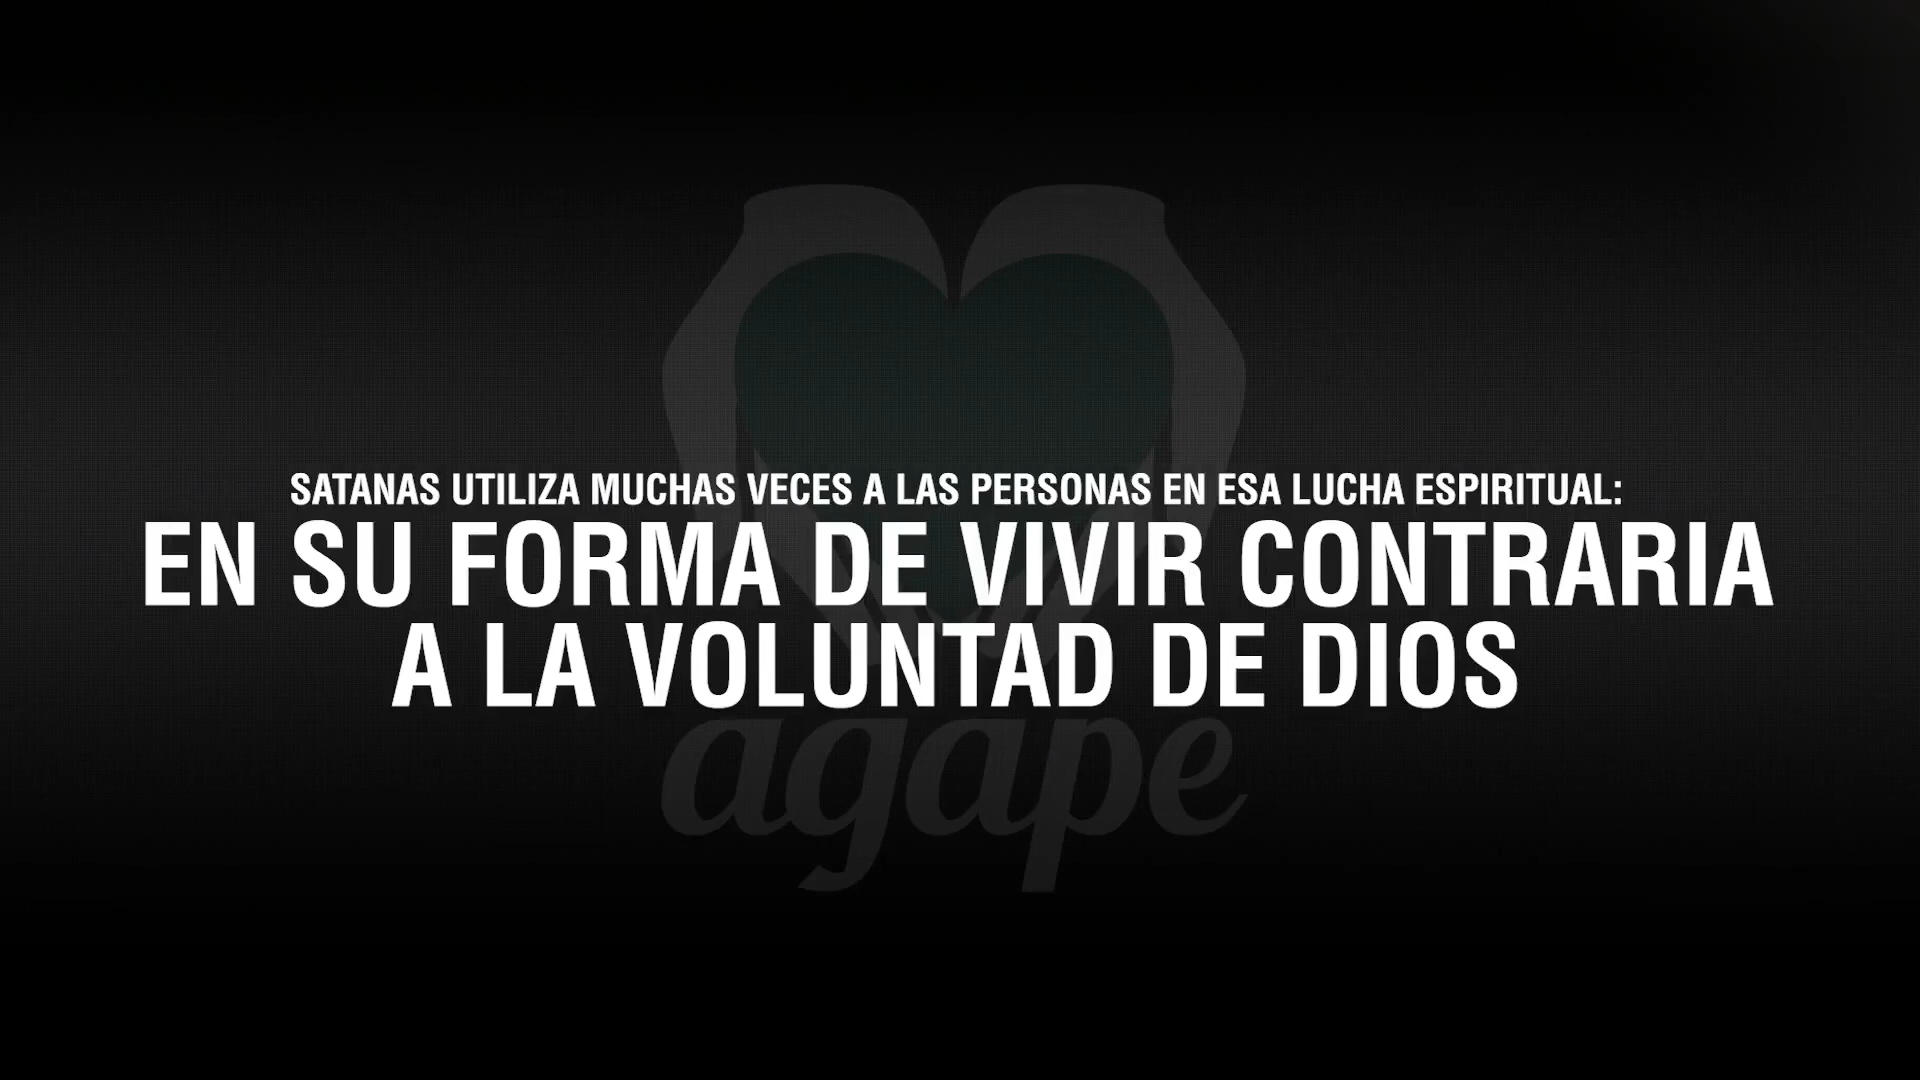 SATANAS UTILIZA MUCHAS VECES A LAS PERSONAS EN ESA LUCHA ESPIRITUAL:
EN SU FORMA DE VIVIR CONTRARIA
A LA VOLUNTAD DE DIOS
agape